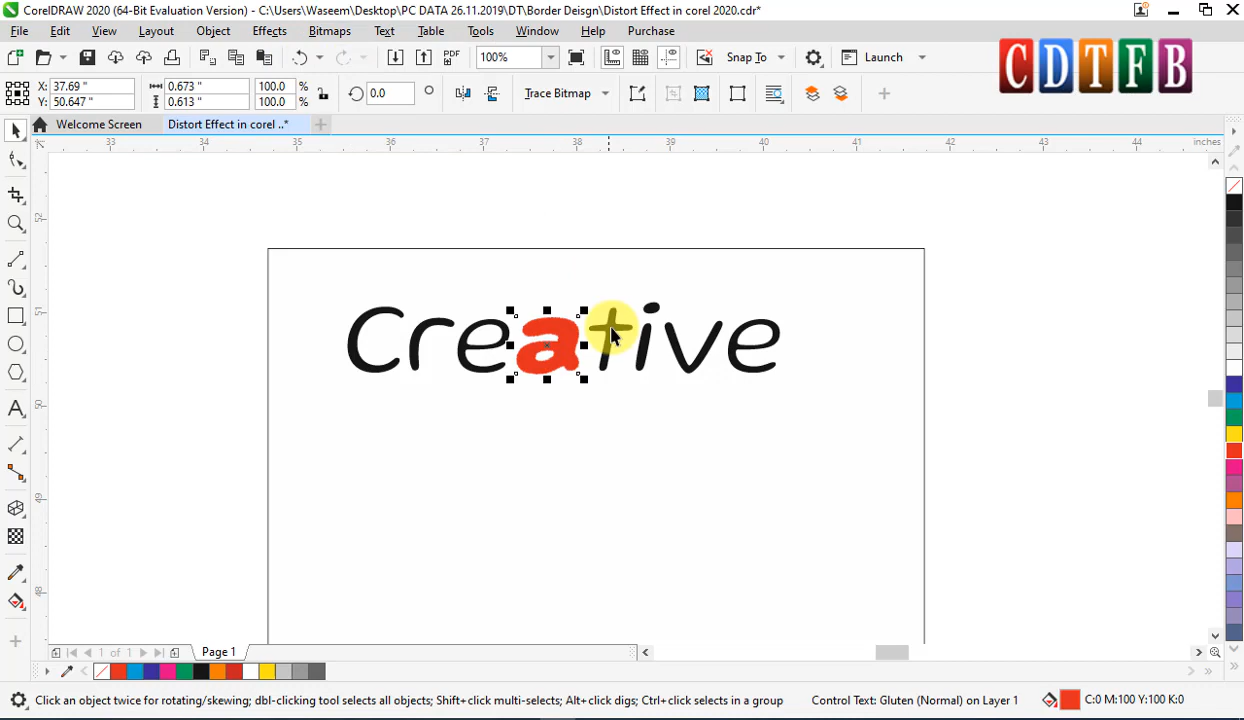 CorelDRAW 2020 (64-Bit Evaluation Version) - C:\Users\Waseem\Desktop\PC DATA 26.11.2019\DT\Border Deisgn\Distort Effect in corel 2020.cdr*
File Edit View Layout Object Effects Bitmaps Text Table Tools Window Help Purchase
PDF 100% Snap To Launch
CDTFB
X: 37.69 " 0.673 " 100.0 %
Y: 50.647 " 0.613 " 100.0 %
0.0 Trace Bitmap
Welcome Screen Distort Effect in corel ..*
33 34 35 36 37 38 39 40 41 42 43 44 inches
52
51
50
49
48
Creative
1 of 1 Page 1
Click an object twice for rotating/skewing; dbl-clicking tool selects all objects; Shift+click multi-selects; Alt+click digs; Ctrl+click selects in a group Control Text: Gluten (Normal) on Layer 1 C:0 M:100 Y:100 K:0